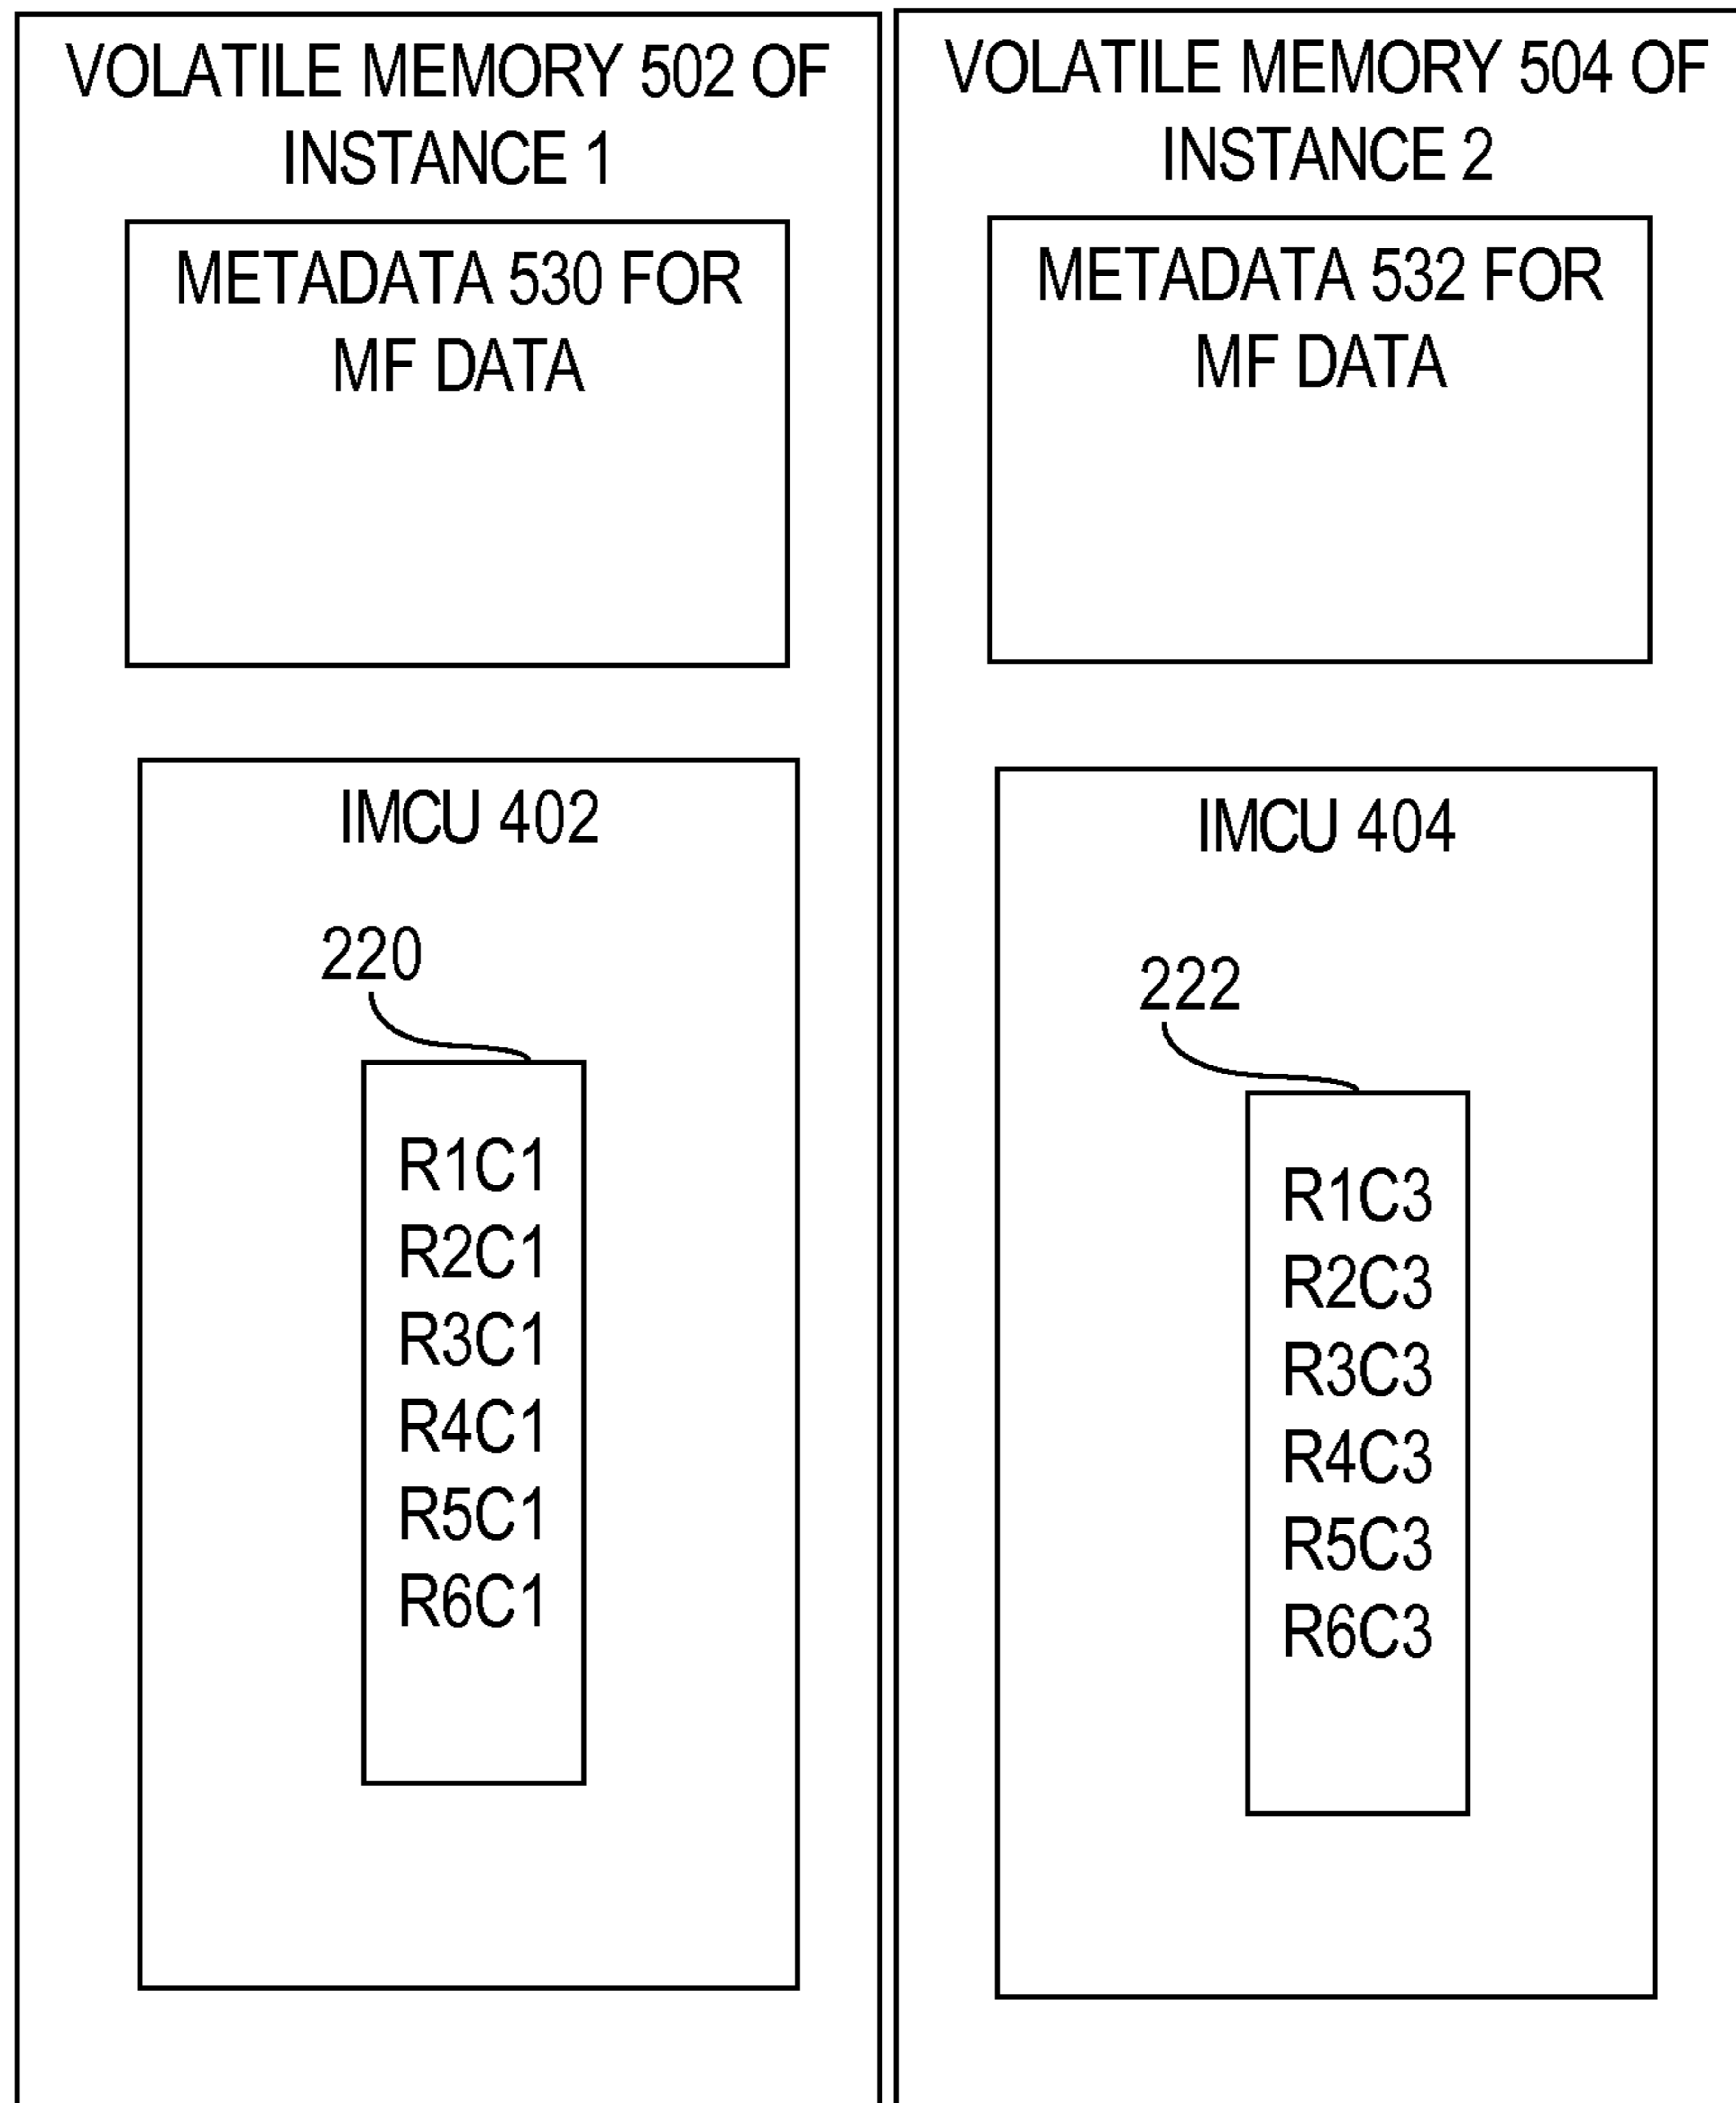 VOLATILE MEMORY 502 OF
INSTANCE 1
METADATA 530 FOR
MF DATA
IMCU 402
220
R1C1
R2C1
R3C1
R4C1
R5C1
R6C1
VOLATILE MEMORY 504 OF
INSTANCE 2
METADATA 532 FOR
MF DATA
IMCU 404
222
R1C3
R2C3
R3C3
R4C3
R5C3
R6C3